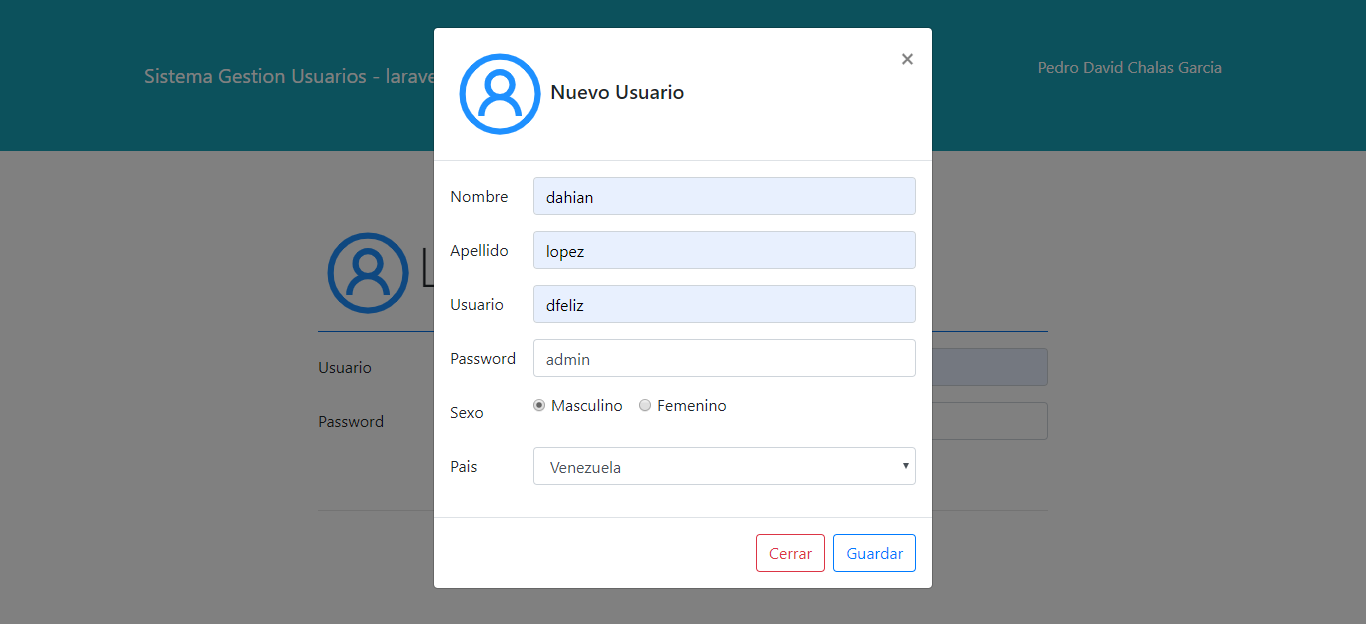 Sistema Gestion Usuarios - larave
Pedro David Chalas Garcia
×
Nuevo Usuario
Nombre dahian
Apellido lopez
Usuario dfeliz
Password admin
Sexo Masculino Femenino
Pais Venezuela
Cerrar Guardar
L
Usuario
Password